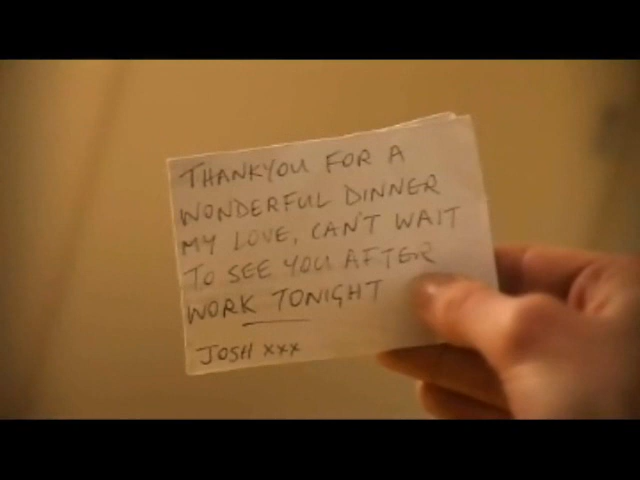 THANKYOU FOR A
WONDERFUL DINNER
MY LOVE, CAN'T WAIT
TO SEE YOU AFTER
WORK TONIGHT
JOSH xxx